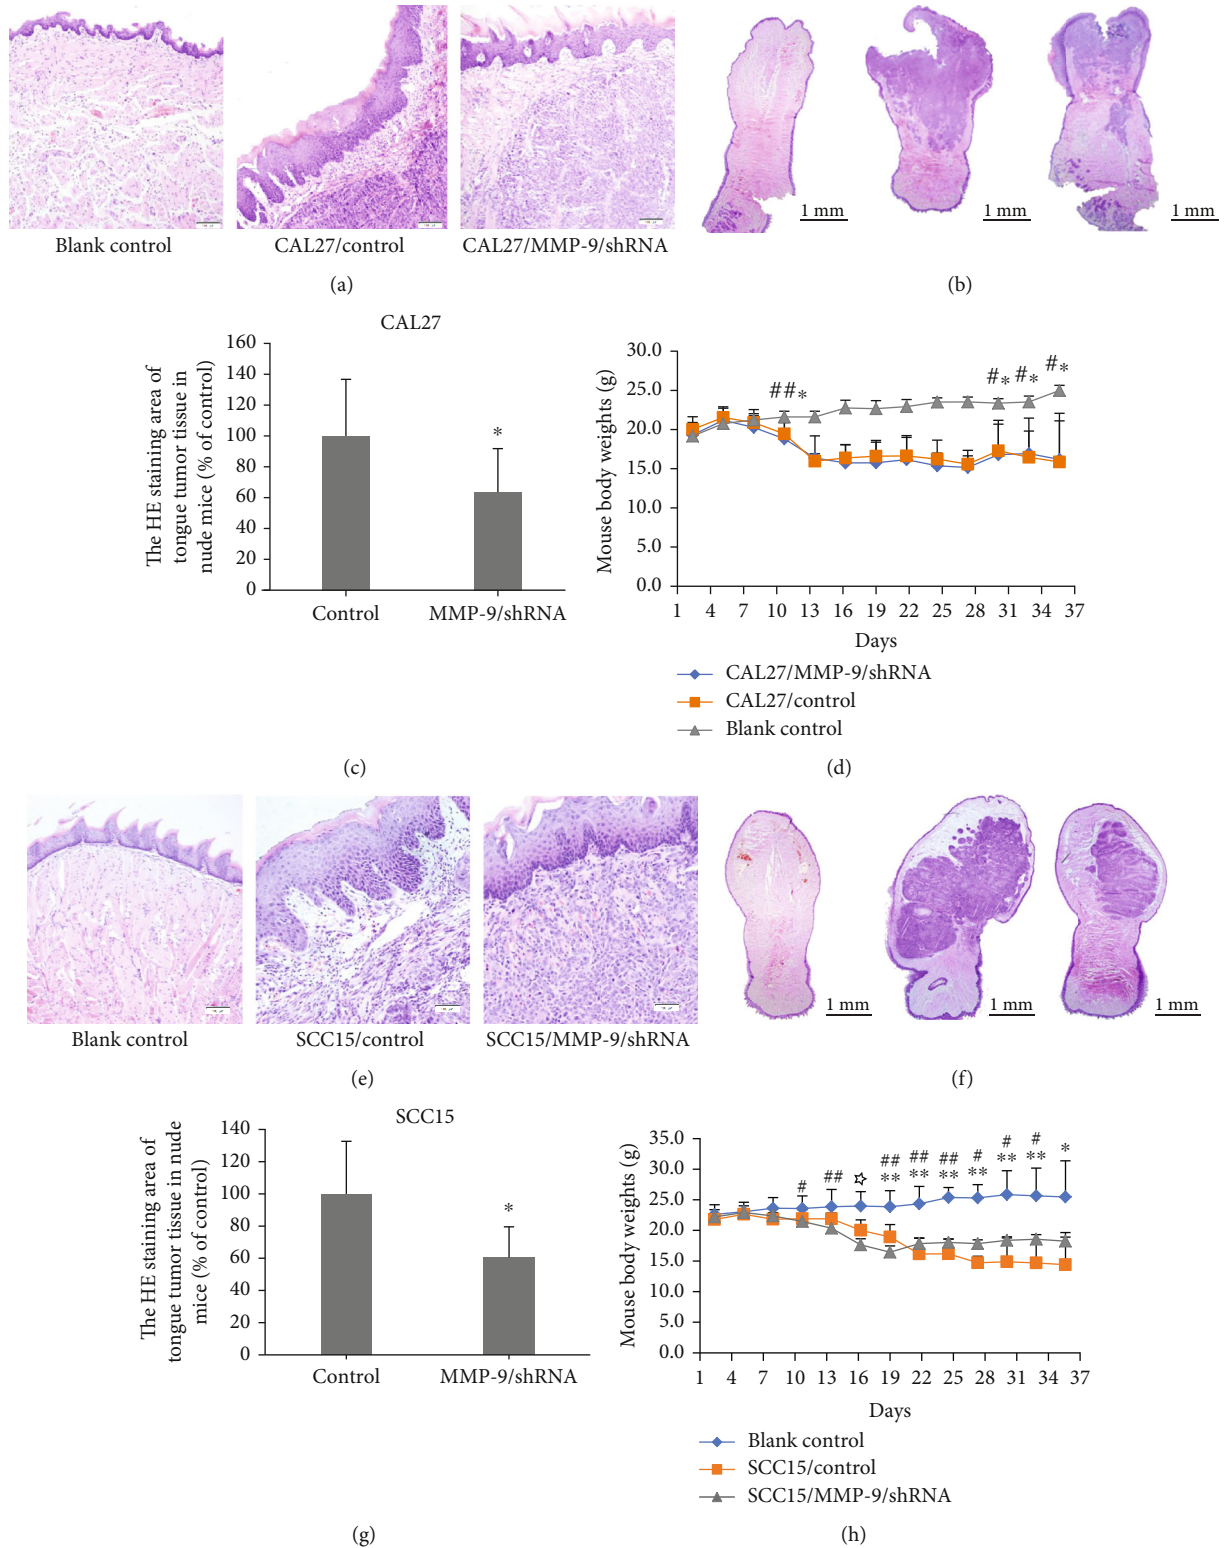 Blank control
CAL27/control
CAL27/MMP-9/shRNA
1 mm
1 mm
1 mm
(a)
(b)
CAL27
The HE staining area of
tongue tumor tissue in
nude mice (% of control)
160
140
120
100
80
60
40
20
0
*
Control
MMP-9/shRNA
Mouse body weights (g)
30.0
25.0
20.0
15.0
10.0
5.0
0.0
##*
#*
#*
#*
1 4 7 10 13 16 19 22 25 28 31 34 37
Days
CAL27/MMP-9/shRNA
CAL27/control
Blank control
(c)
(d)
Blank control
SCC15/control
SCC15/MMP-9/shRNA
1 mm
1 mm
1 mm
(e)
(f)
SCC15
The HE staining area of
tongue tumor tissue in nude
mice (% of control)
140
120
100
80
60
40
20
0
*
Control
MMP-9/shRNA
Mouse body weights (g)
35.0
30.0
25.0
20.0
15.0
10.0
5.0
0.0
# ## ☆ ## ## ## # # # *
** ** ** ** ** **
1 4 7 10 13 16 19 22 25 28 31 34 37
Days
Blank control
SCC15/control
SCC15/MMP-9/shRNA
(g)
(h)